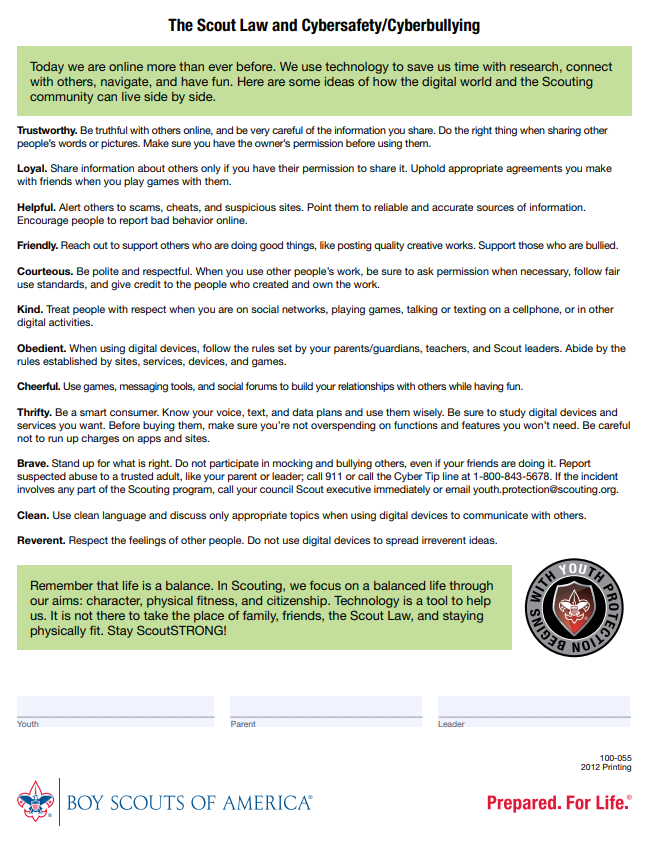 The Scout Law and Cybersafety/Cyberbullying
Today we are online more than ever before. We use technology to save us time with research, connect
with others, navigate, and have fun. Here are some ideas of how the digital world and the Scouting
community can live side by side.
Trustworthy. Be truthful with others online, and be very careful of the information you share. Do the right thing when sharing other
people's words or pictures. Make sure you have the owner's permission before using them.
Loyal. Share information about others only if you have their permission to share it. Uphold appropriate agreements you make
with friends when you play games with them.
Helpful. Alert others to scams, cheats, and suspicious sites. Point them to reliable and accurate sources of information.
Encourage people to report bad behavior online.
Friendly. Reach out to support others who are doing good things, like posting quality creative works. Support those who are bullied.
Courteous. Be polite and respectful. When you use other people's work, be sure to ask permission when necessary, follow fair
use standards, and give credit to the people who created and own the work.
Kind. Treat people with respect when you are on social networks, playing games, talking or texting on a cellphone, or in other
digital activities.
Obedient. When using digital devices, follow the rules set by your parents/guardians, teachers, and Scout leaders. Abide by the
rules established by sites, services, devices, and games.
Cheerful. Use games, messaging tools, and social forums to build your relationships with others while having fun.
Thrifty. Be a smart consumer. Know your voice, text, and data plans and use them wisely. Be sure to study digital devices and
services you want. Before buying them, make sure you're not overspending on functions and features you won't need. Be careful
not to run up charges on apps and sites.
Brave. Stand up for what is right. Do not participate in mocking and bullying others, even if your friends are doing it. Report
suspected abuse to a trusted adult, like your parent or leader; call 911 or call the Cyber Tip line at 1-800-843-5678. If the incident
involves any part of the Scouting program, call your council Scout executive immediately or email youth.protection@scouting.org.
Clean. Use clean language and discuss only appropriate topics when using digital devices to communicate with others.
Reverent. Respect the feelings of other people. Do not use digital devices to spread irreverent ideas.
Remember that life is a balance. In Scouting, we focus on a balanced life through
our aims: character, physical fitness, and citizenship. Technology is a tool to help
us. It is not there to take the place of family, friends, the Scout Law, and staying
physically fit. Stay ScoutSTRONG!
YOUTH PROTECTION BEGINS WITH YOU
Youth
Parent
Leader
100-055
2012 Printing
BOY SCOUTS OF AMERICA®
Prepared. For Life.®